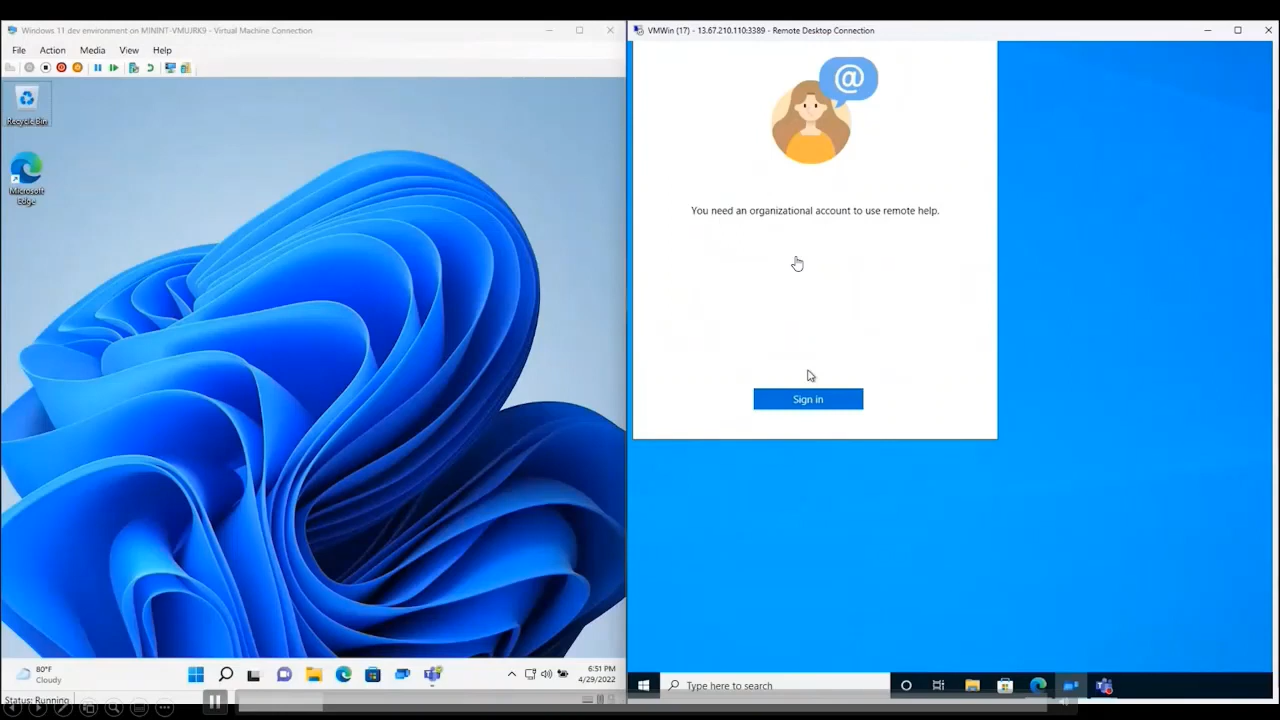 Windows 11 dev environment on MININT-VMUJRK9 - Virtual Machine Connection
File Action Media View Help
Recycle Bin
Microsoft
Edge
80°F
Cloudy
6:51 PM
4/29/2022
Status: Running
VMWin (17) - 13.67.210.110:3389 - Remote Desktop Connection
@
You need an organizational account to use remote help.
Sign in
Type here to search